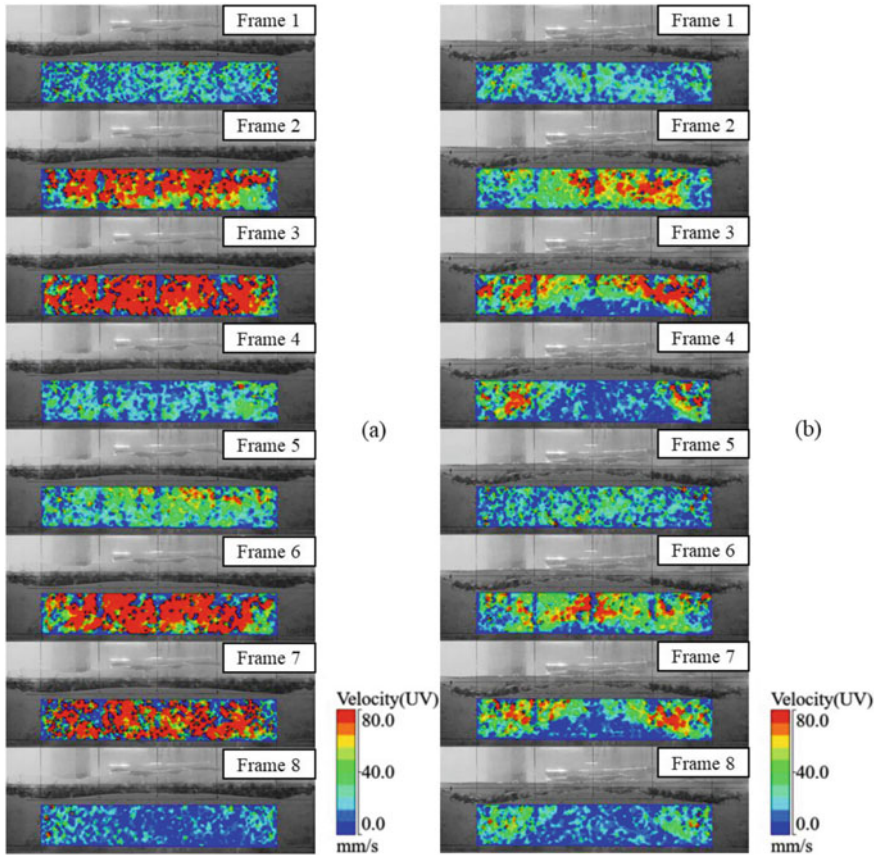 Frame 1
Frame 2
Frame 3
Frame 4
Frame 5
Frame 6
Frame 7
Frame 8
(a)
Velocity(UV)
80.0
40.0
0.0
mm/s
Frame 1
Frame 2
Frame 3
Frame 4
Frame 5
Frame 6
Frame 7
Frame 8
(b)
Velocity(UV)
80.0
40.0
0.0
mm/s